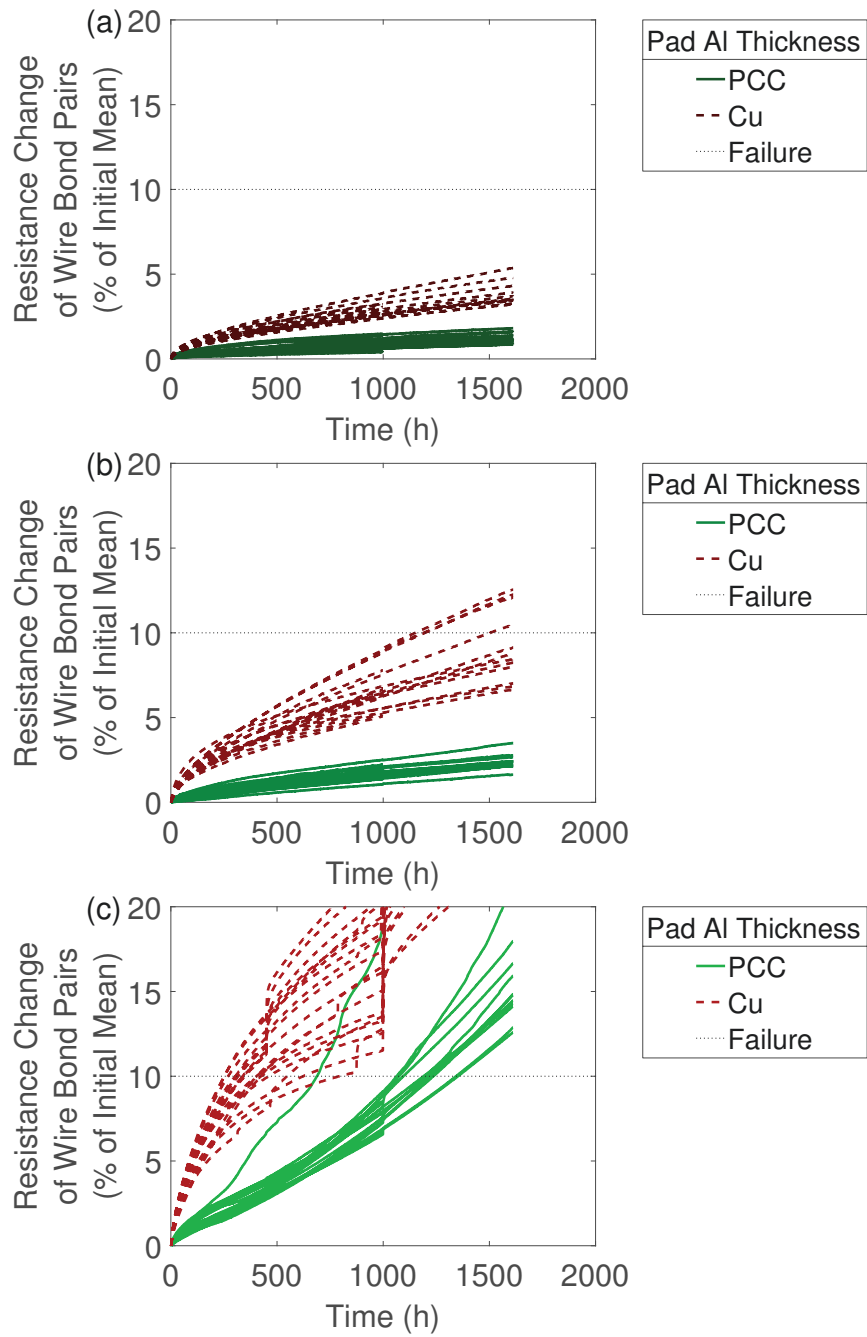 (a)
20
15
10
5
0
Resistance Change
of Wire Bond Pairs
(% of Initial Mean)
0 500 1000 1500 2000
Time (h)
Pad Al Thickness
PCC
Cu
Failure
(b)
20
15
10
5
0
Resistance Change
of Wire Bond Pairs
(% of Initial Mean)
0 500 1000 1500 2000
Time (h)
Pad Al Thickness
PCC
Cu
Failure
(c)
20
15
10
5
0
Resistance Change
of Wire Bond Pairs
(% of Initial Mean)
0 500 1000 1500 2000
Time (h)
Pad Al Thickness
PCC
Cu
Failure